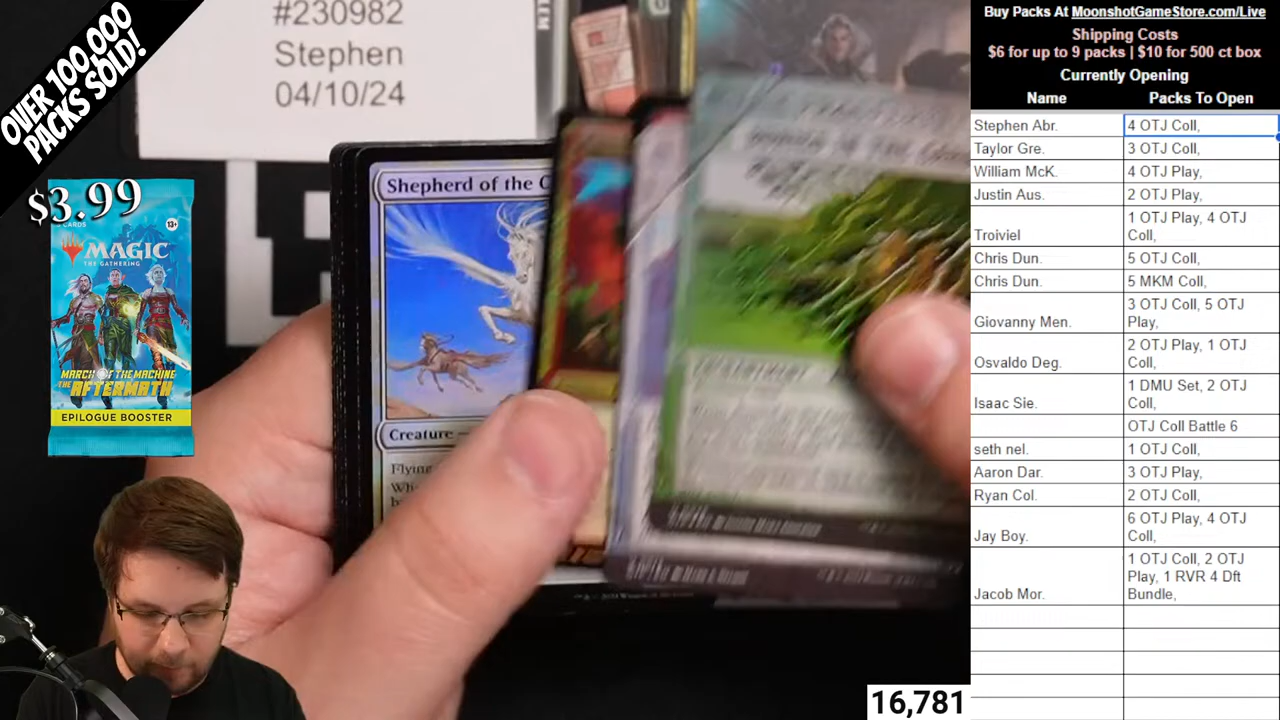 OVER 100,000
PACKS SOLD!
$3.99
MAGIC
THE GATHERING
13+
MARCH OF THE MACHINE
THE AFTERMATH
EPILOGUE BOOSTER
#230982
Stephen
04/10/24
Shepherd of the
Creature —
Flying
16,781
Buy Packs At MoonshotGameStore.com/Live
Shipping Costs
$6 for up to 9 packs | $10 for 500 ct box
Currently Opening
Name Packs To Open
Stephen Abr. 4 OTJ Coll,
Taylor Gre. 3 OTJ Coll,
William McK. 4 OTJ Play,
Justin Aus. 2 OTJ Play,
1 OTJ Play, 4 OTJ
Troiviel Coll,
Chris Dun. 5 OTJ Coll,
Chris Dun. 5 MKM Coll,
3 OTJ Coll, 5 OTJ
Giovanny Men. Play,
2 OTJ Play, 1 OTJ
Osvaldo Deg. Coll,
1 DMU Set, 2 OTJ
Isaac Sie. Coll,
OTJ Coll Battle 6
seth nel. 1 OTJ Coll,
Aaron Dar. 3 OTJ Play,
Ryan Col. 2 OTJ Coll,
6 OTJ Play, 4 OTJ
Jay Boy. Coll,
1 OTJ Coll, 2 OTJ
Play, 1 RVR 4 Dft
Jacob Mor. Bundle,